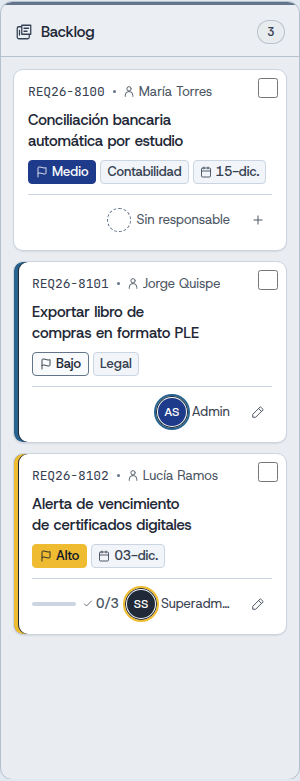 Backlog 3
REQ26-8100 • María Torres
Conciliación bancaria
automática por estudio
Medio Contabilidad 15-dic.
Sin responsable +
REQ26-8101 • Jorge Quispe
Exportar libro de
compras en formato PLE
Bajo Legal
AS Admin
REQ26-8102 • Lucía Ramos
Alerta de vencimiento
de certificados digitales
Alto 03-dic.
0/3 SS Superadm...